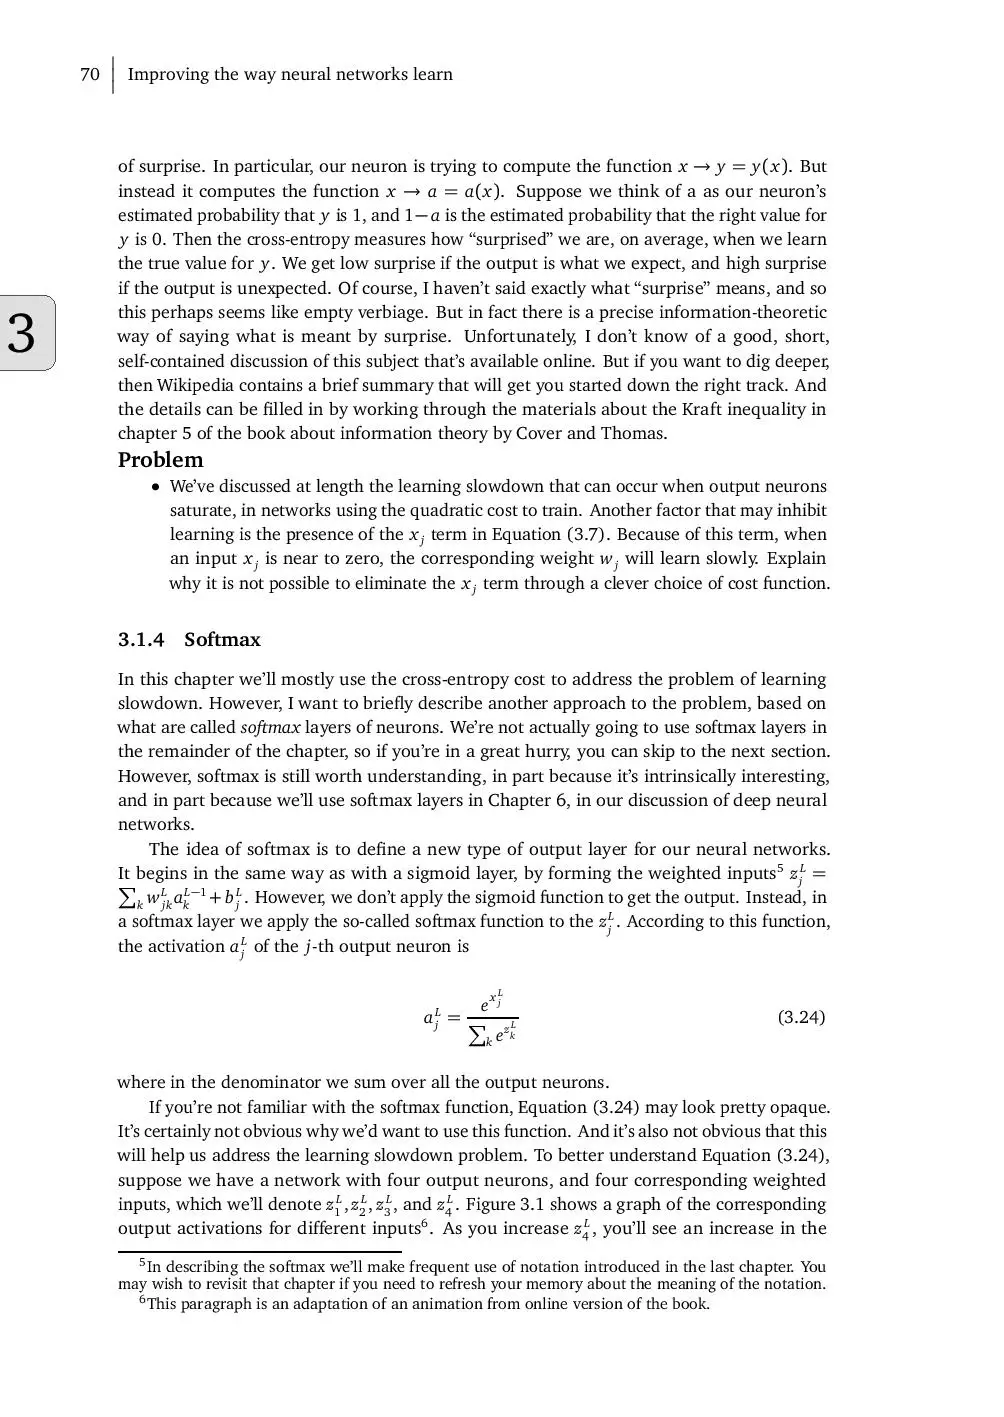 70 Improving the way neural networks learn
of surprise. In particular, our neuron is trying to compute the function x → y = y(x). But
instead it computes the function x → a = a(x). Suppose we think of a as our neuron's
estimated probability that y is 1, and 1−a is the estimated probability that the right value for
y is 0. Then the cross-entropy measures how “surprised” we are, on average, when we learn
the true value for y. We get low surprise if the output is what we expect, and high surprise
if the output is unexpected. Of course, I haven't said exactly what “surprise” means, and so
this perhaps seems like empty verbiage. But in fact there is a precise information-theoretic
way of saying what is meant by surprise. Unfortunately, I don't know of a good, short,
self-contained discussion of this subject that's available online. But if you want to dig deeper,
then Wikipedia contains a brief summary that will get you started down the right track. And
the details can be filled in by working through the materials about the Kraft inequality in
chapter 5 of the book about information theory by Cover and Thomas.
3
Problem
• We've discussed at length the learning slowdown that can occur when output neurons
saturate, in networks using the quadratic cost to train. Another factor that may inhibit
learning is the presence of the x_j term in Equation (3.7). Because of this term, when
an input x_j is near to zero, the corresponding weight w_j will learn slowly. Explain
why it is not possible to eliminate the x_j term through a clever choice of cost function.
3.1.4 Softmax
In this chapter we'll mostly use the cross-entropy cost to address the problem of learning
slowdown. However, I want to briefly describe another approach to the problem, based on
what are called softmax layers of neurons. We're not actually going to use softmax layers in
the remainder of the chapter, so if you're in a great hurry, you can skip to the next section.
However, softmax is still worth understanding, in part because it's intrinsically interesting,
and in part because we'll use softmax layers in Chapter 6, in our discussion of deep neural
networks.
The idea of softmax is to define a new type of output layer for our neural networks.
It begins in the same way as with a sigmoid layer, by forming the weighted inputs⁵ z_j^L =
∑_k w_{jk}^L a_k^{L−1} + b_j^L. However, we don't apply the sigmoid function to get the output. Instead, in
a softmax layer we apply the so-called softmax function to the z_j^L. According to this function,
the activation a_j^L of the j-th output neuron is
a_j^L = e^{x_j^L} / ∑_k e^{z_k^L} (3.24)
where in the denominator we sum over all the output neurons.
If you're not familiar with the softmax function, Equation (3.24) may look pretty opaque.
It's certainly not obvious why we'd want to use this function. And it's also not obvious that this
will help us address the learning slowdown problem. To better understand Equation (3.24),
suppose we have a network with four output neurons, and four corresponding weighted
inputs, which we'll denote z_1^L, z_2^L, z_3^L, and z_4^L. Figure 3.1 shows a graph of the corresponding
output activations for different inputs⁶. As you increase z_4^L, you'll see an increase in the
⁵In describing the softmax we'll make frequent use of notation introduced in the last chapter. You
may wish to revisit that chapter if you need to refresh your memory about the meaning of the notation.
⁶This paragraph is an adaptation of an animation from online version of the book.